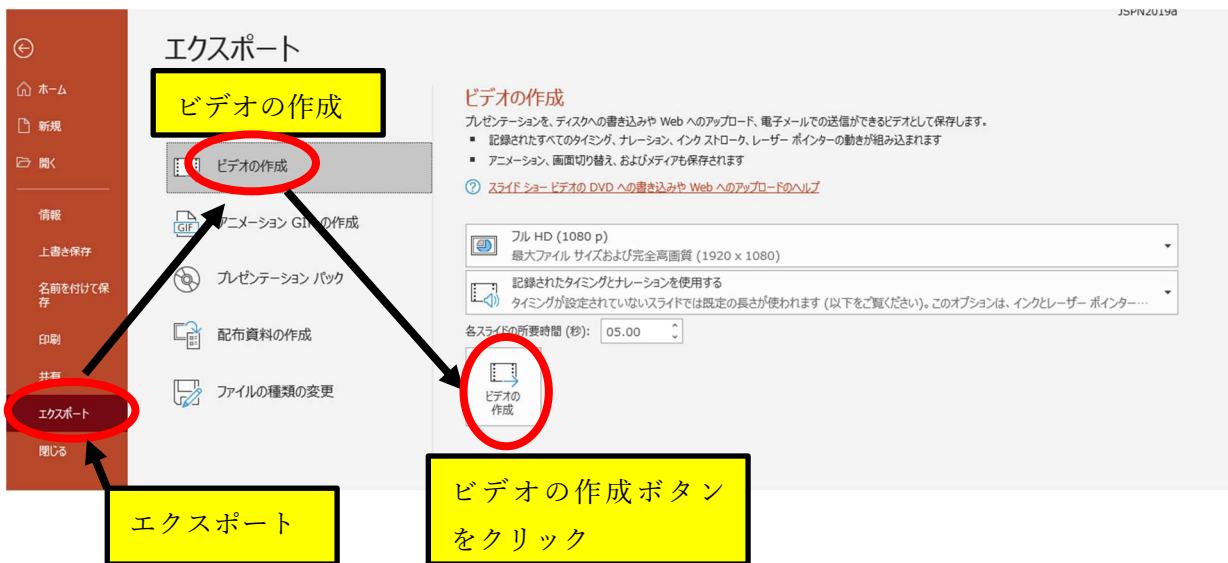 JSPN2019a
エクスポート
ホーム
新規
開く
情報
上書き保存
名前を付けて保
存
印刷
共有
エクスポート
閉じる
ビデオの作成
ビデオの作成
アニメーション GIF の作成
GIF
プレゼンテーション パック
配布資料の作成
ファイルの種類の変更
ビデオの作成
プレゼンテーションを、ディスクへの書き込みや Web へのアップロード、電子メールでの送信ができるビデオとして保存します。
■ 記録されたすべてのタイミング、ナレーション、インク ストローク、レーザー ポインターの動きが組み込まれます
■ アニメーション、画面切り替え、およびメディアも保存されます
? スライド ショー ビデオの DVD への書き込みや Web へのアップロードのヘルプ
フル HD (1080 p)
最大ファイル サイズおよび完全高画質 (1920 x 1080)
記録されたタイミングとナレーションを使用する
タイミングが設定されていないスライドでは既定の長さが使われます (以下をご覧ください)。このオプションは、インクとレーザー ポインター…
各スライドの所要時間 (秒): 05.00
ビデオの
作成
エクスポート
ビデオの作成ボタン
をクリック